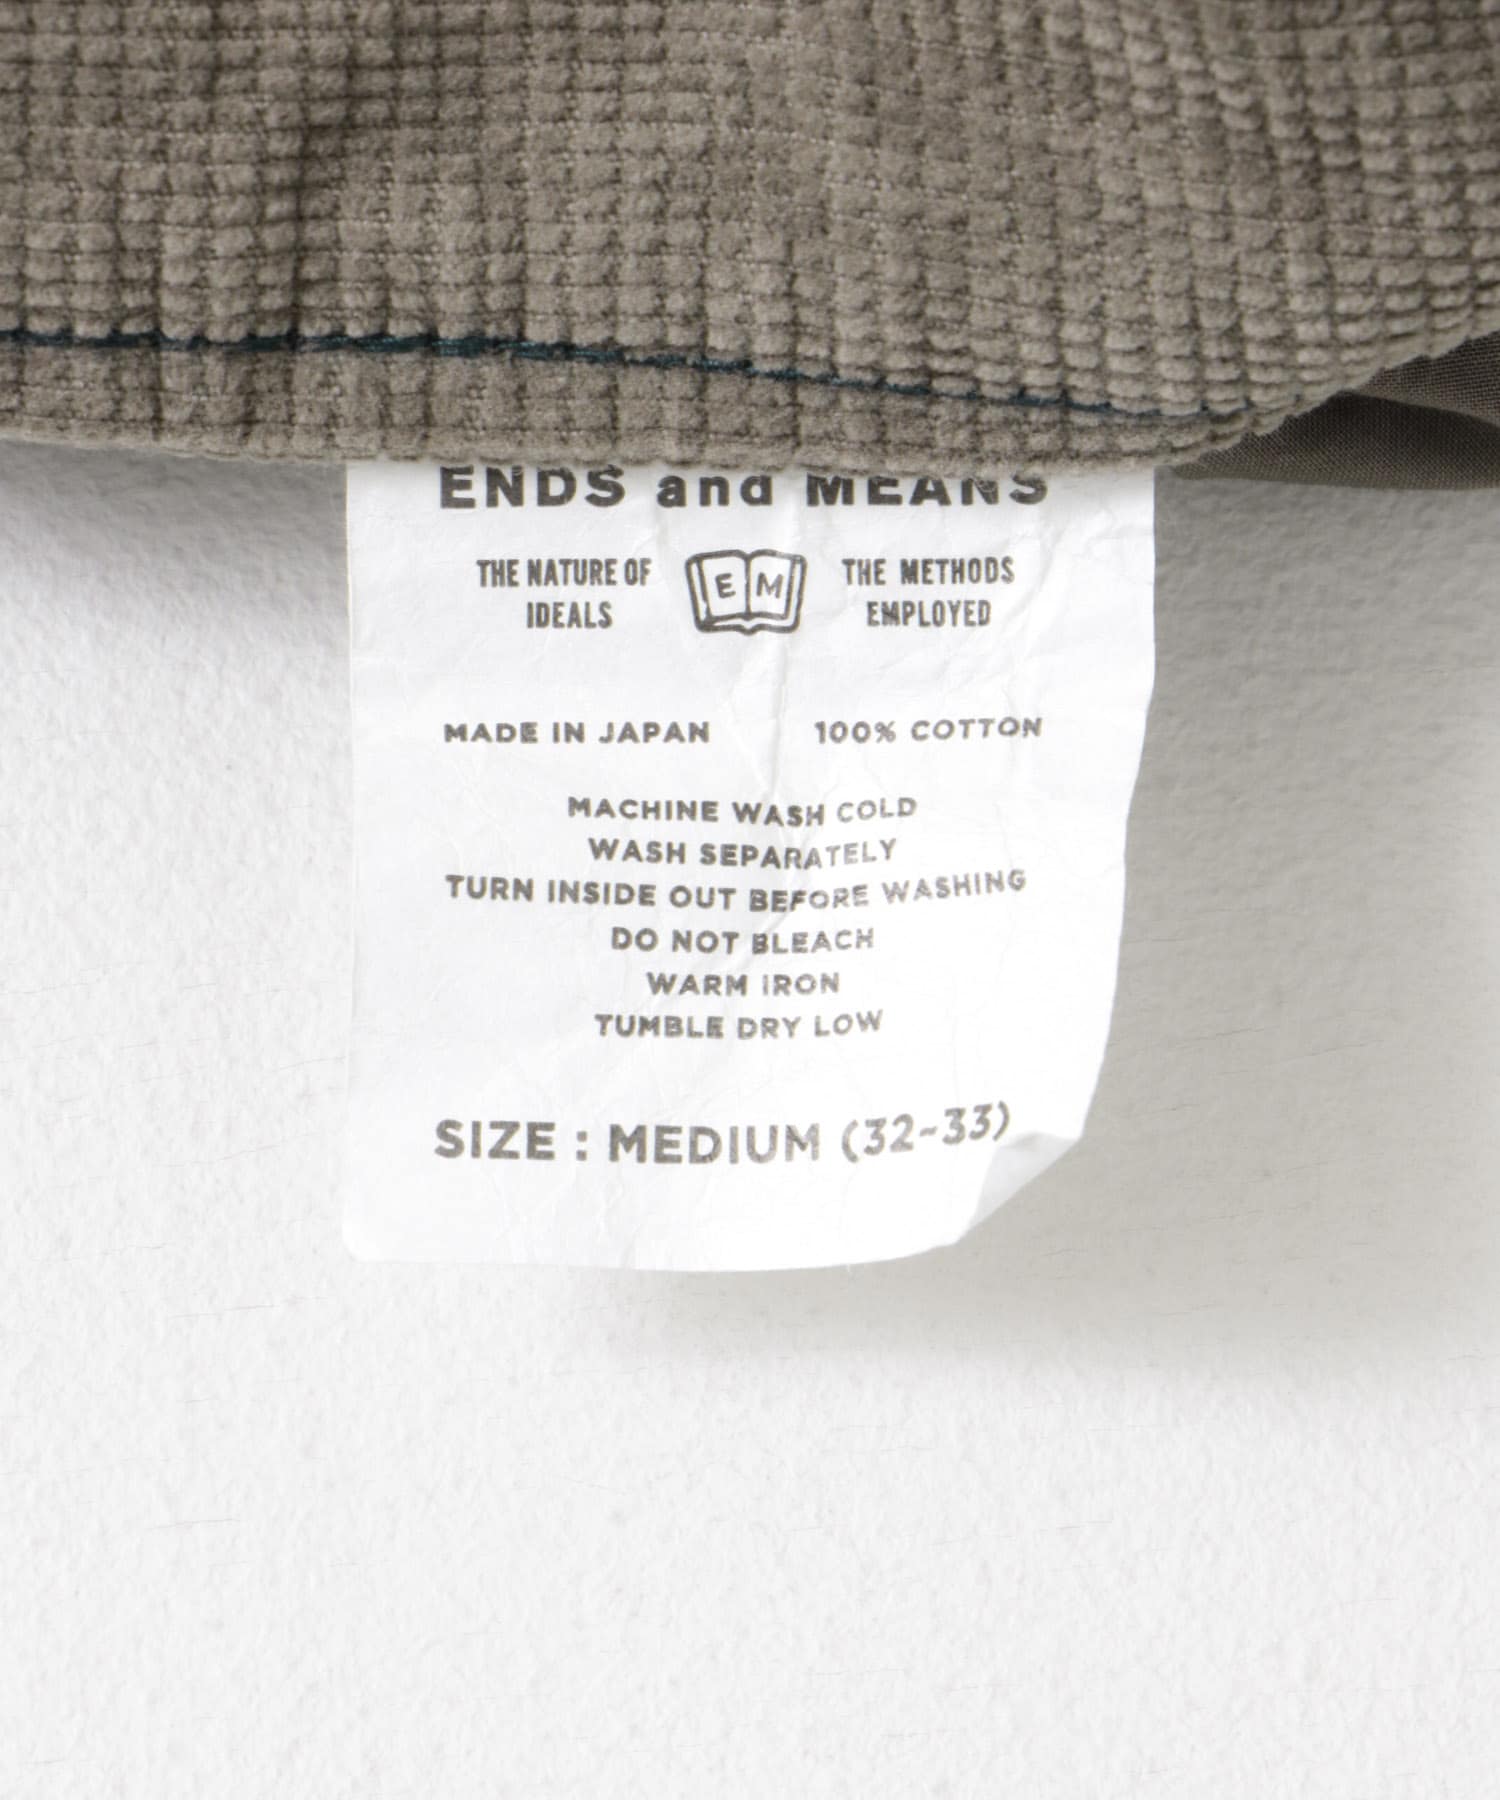 ENDS and MEANS
THE NATURE OF
IDEALS
E M
THE METHODS
EMPLOYED
MADE IN JAPAN 100% COTTON
MACHINE WASH COLD
WASH SEPARATELY
TURN INSIDE OUT BEFORE WASHING
DO NOT BLEACH
WARM IRON
TUMBLE DRY LOW
SIZE : MEDIUM (32~33)